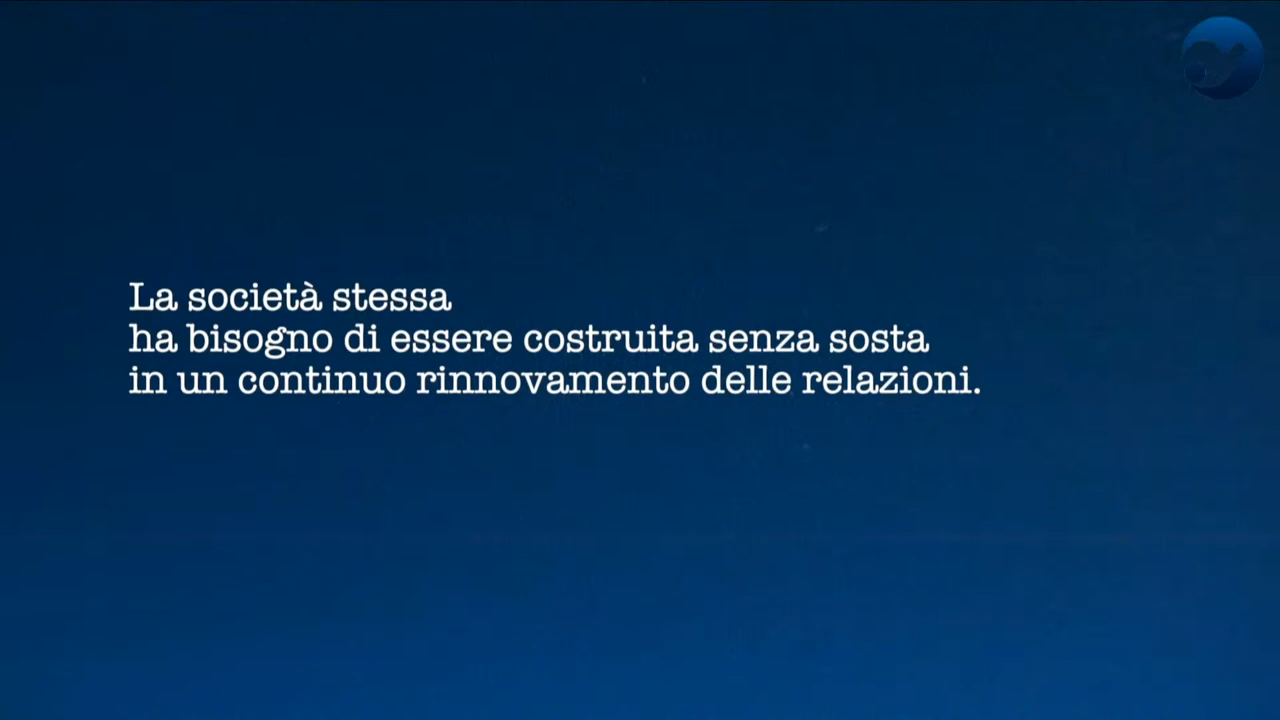 La società stessa
ha bisogno di essere costruita senza sosta
in un continuo rinnovamento delle relazioni.